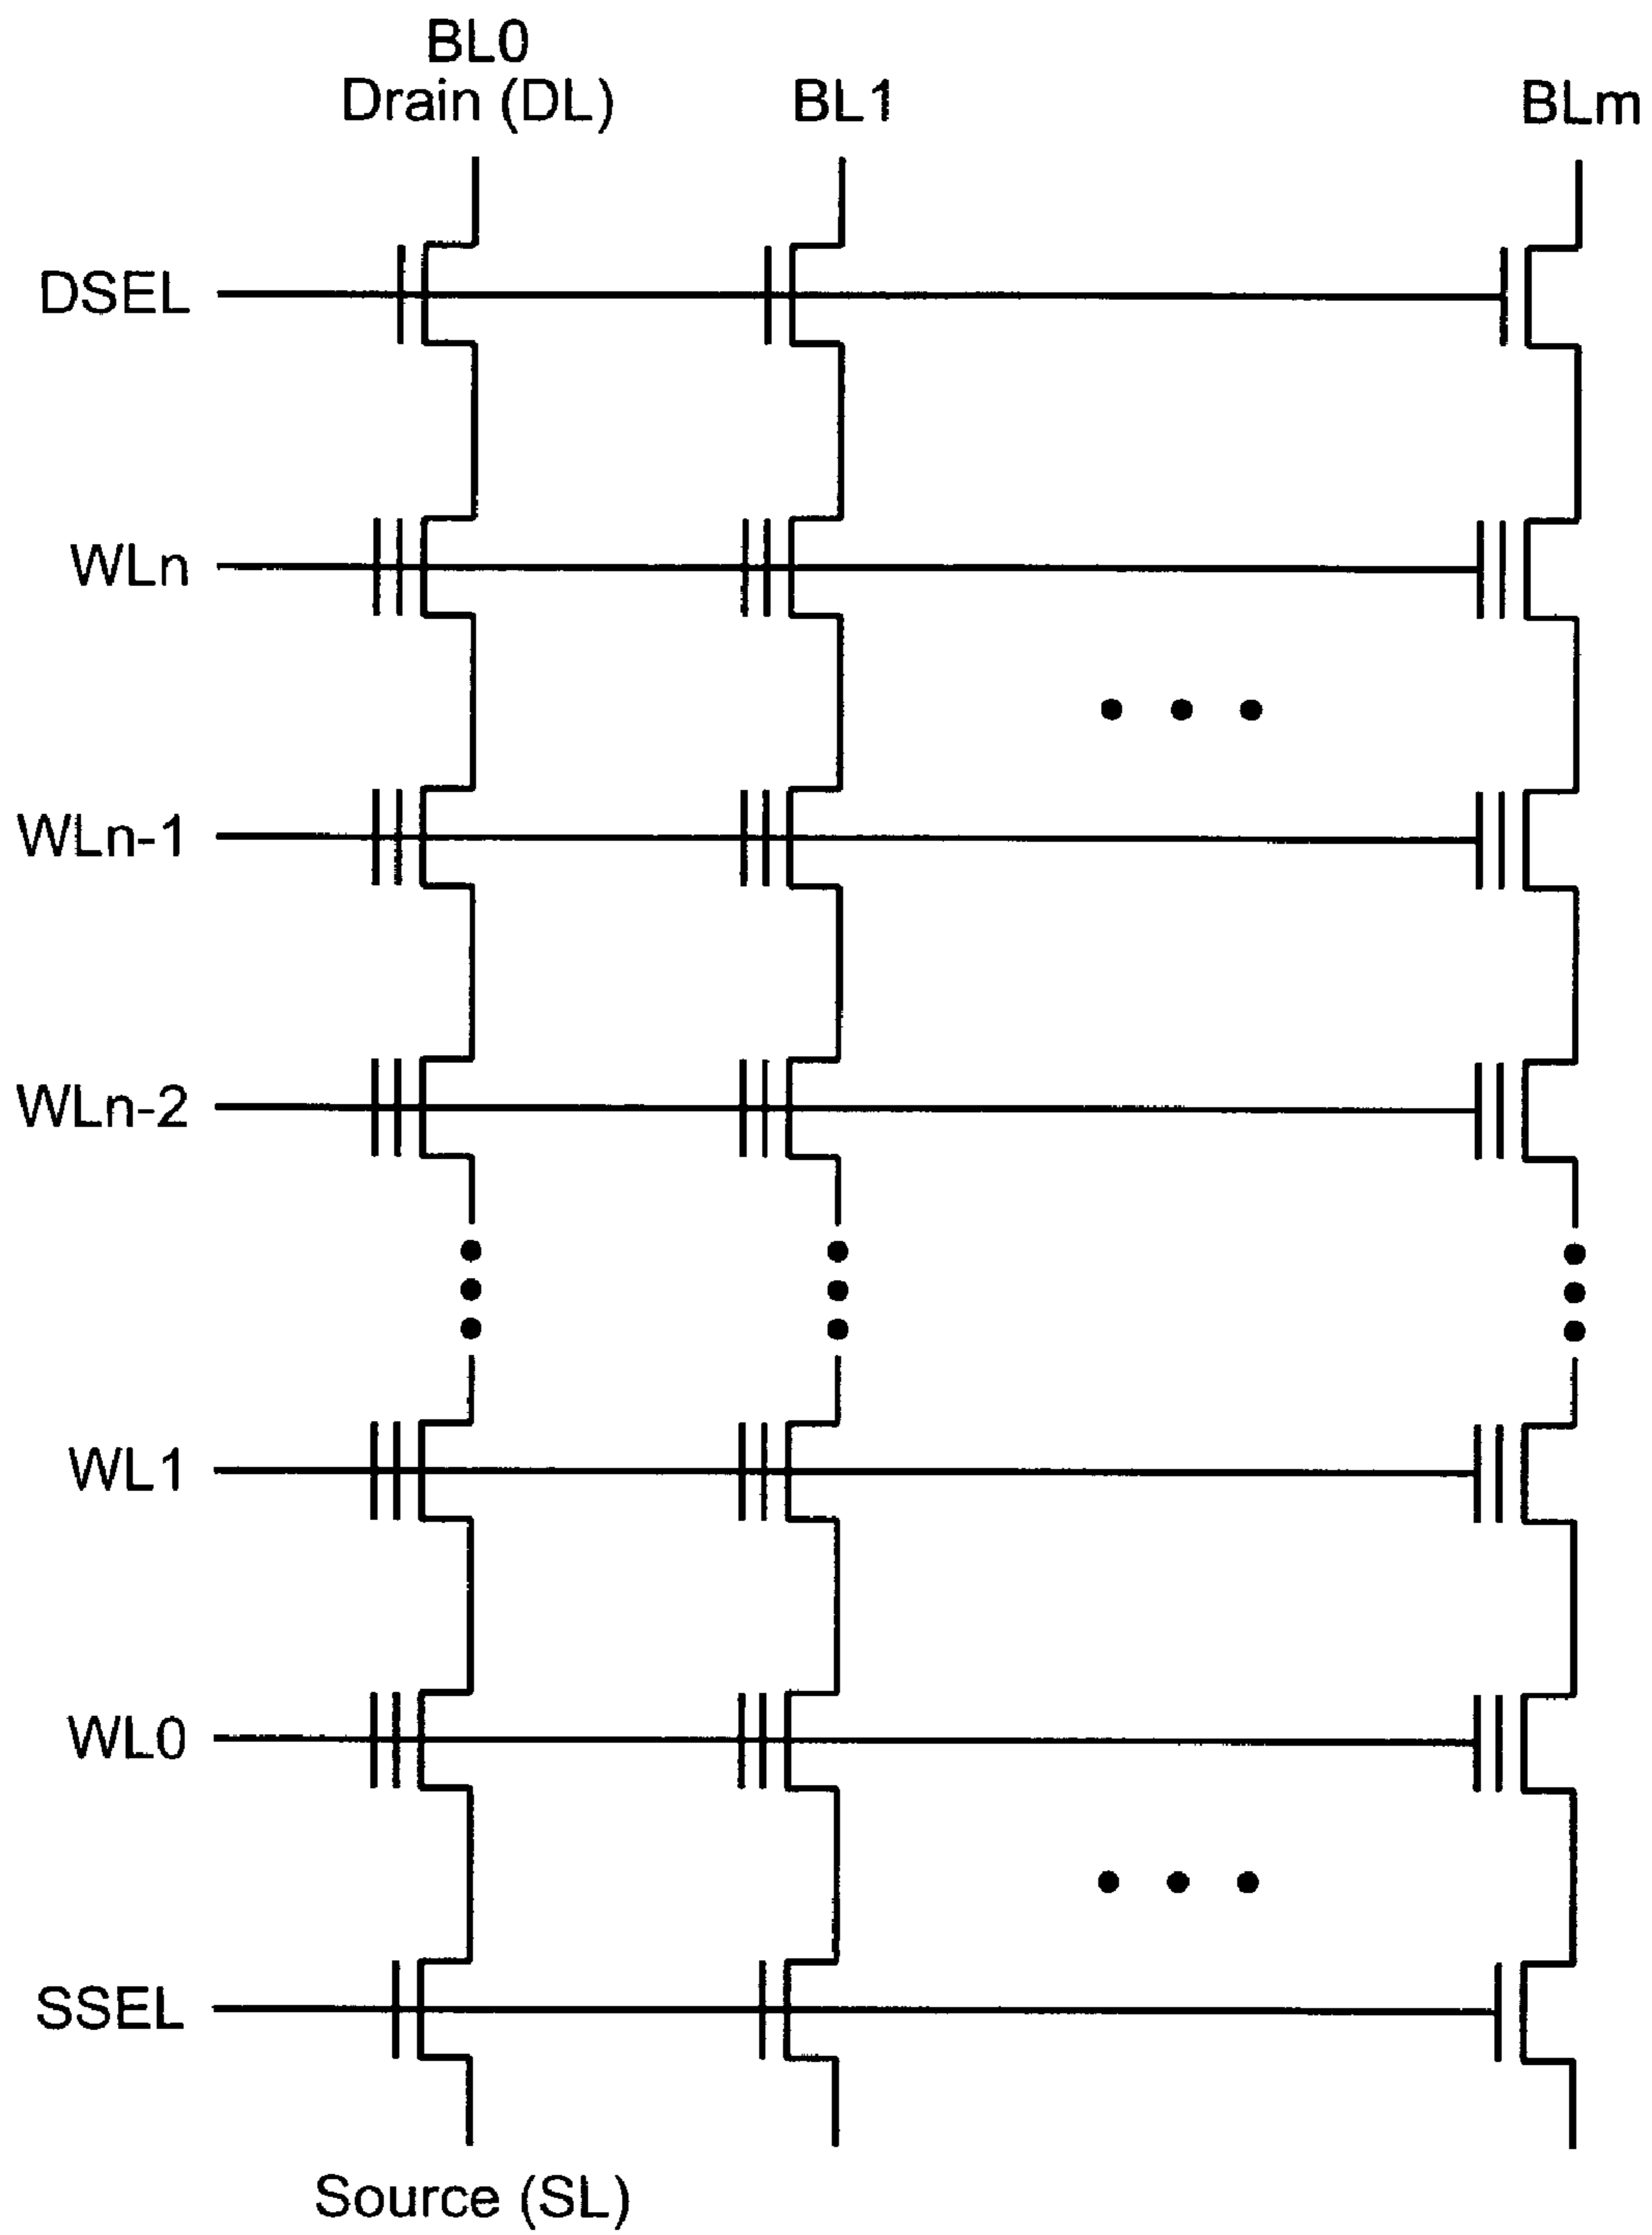 BL0
Drain (DL)
BL1
BLm
DSEL
WLn
WLn-1
WLn-2
WL1
WL0
SSEL
Source (SL)